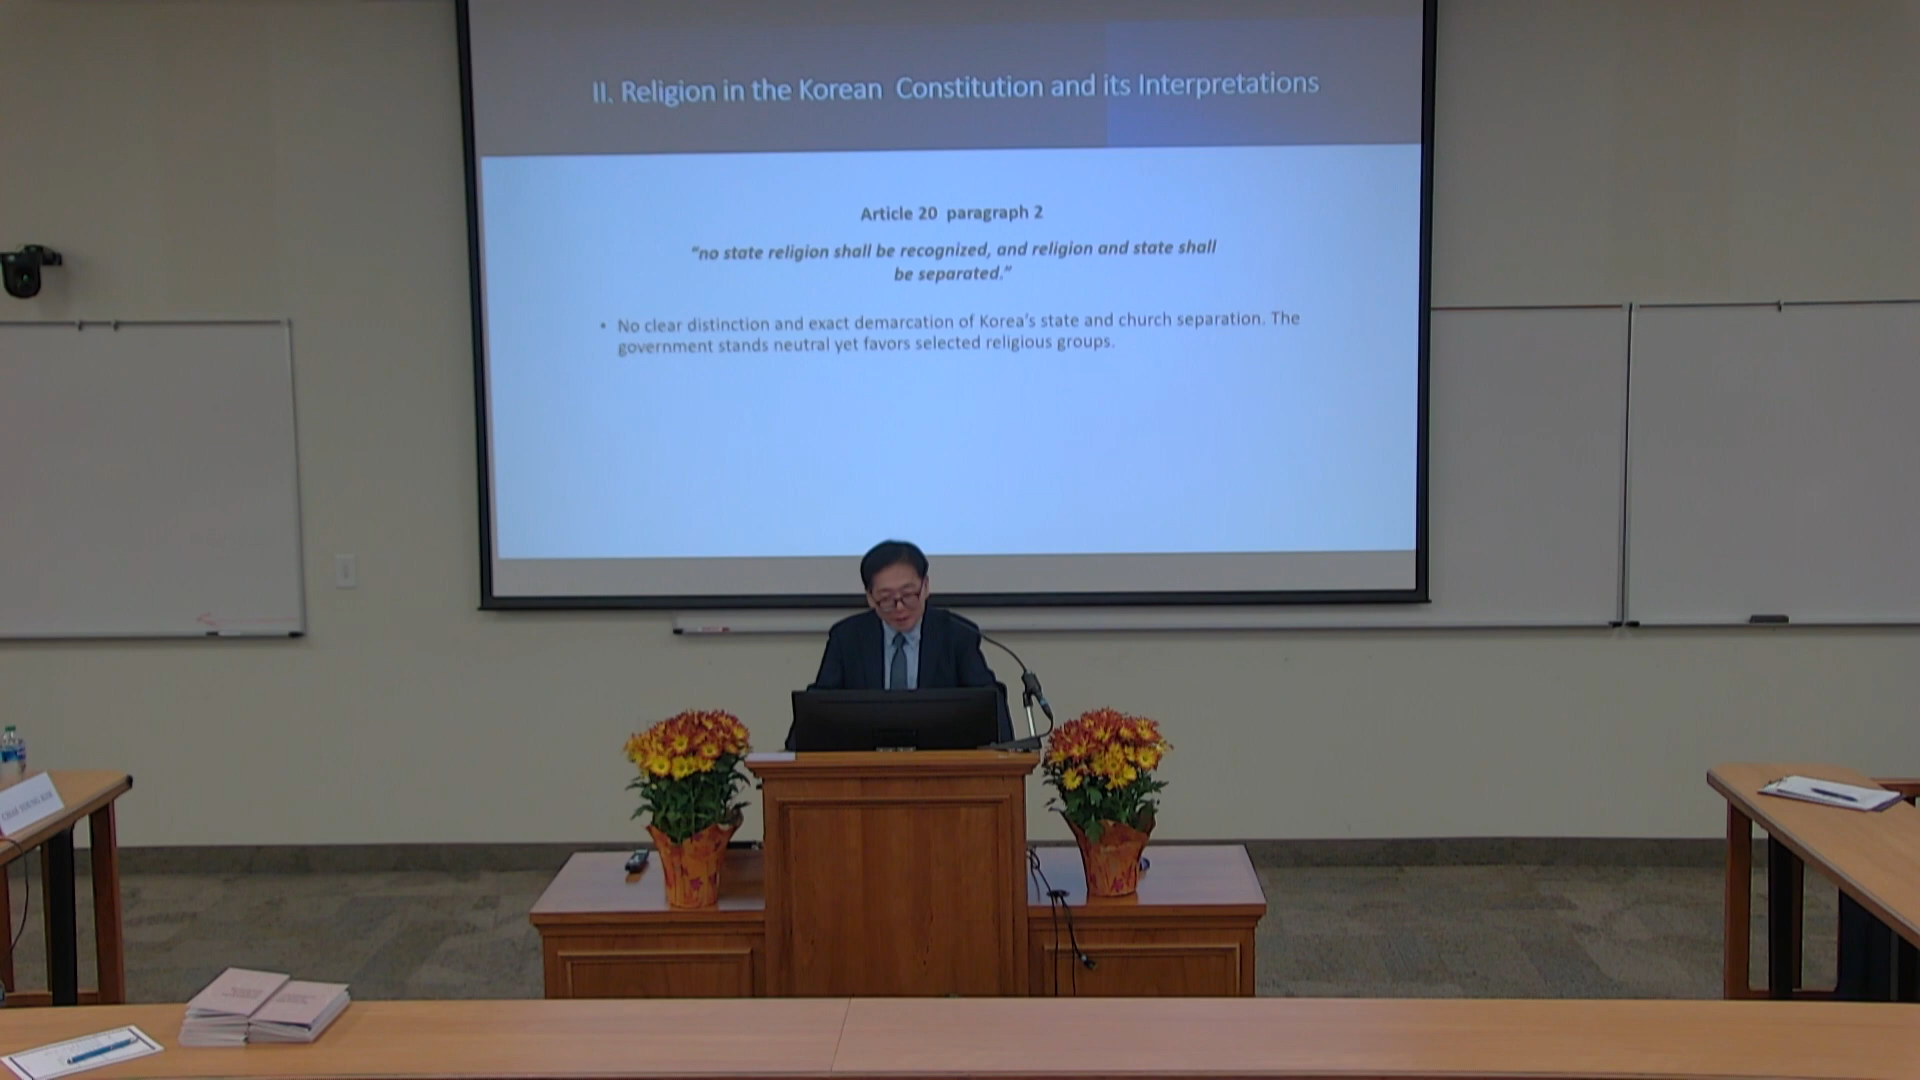 II. Religion in the Korean Constitution and its Interpretations
Article 20 paragraph 2
“no state religion shall be recognized, and religion and state shall
be separated.”
• No clear distinction and exact demarcation of Korea’s state and church separation. The
government stands neutral yet favors selected religious groups.